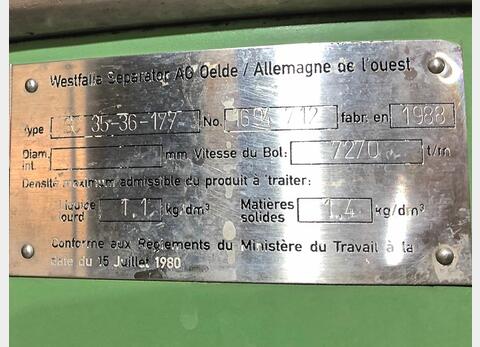 Westfalia Separator AG Oelde / Allemagne de l'ouest
Type 35-36-177 No. 712 fabr. en 1988
Diam. int. mm Vitesse du Bol: 7270 t/m
Densité maximum admissible du produit à traiter:
Liquide lourd 1,1 kg/dm³ Matières solides 1,4 kg/dm³
Conforme aux Règlements du Ministère du Travail à la
date du 15 Juillet 1980